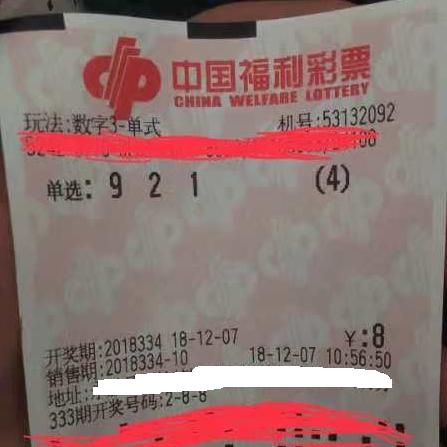 中国福利彩票
CHINA WELFARE LOTTERY
玩法:数字3-单式 机号:53132092
108
单选: 9 2 1 (4)
开奖期:2018334 18-12-07 ¥:8
销售期:2018334-10 18-12-07 10:56:50
地址:
333期开奖号码:2-8-8